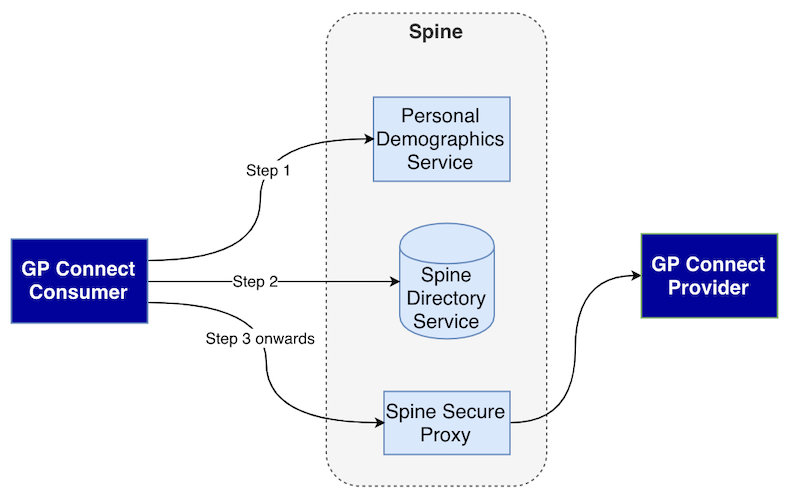 Spine
Personal
Demographics
Service
Step 1
GP Connect
Consumer
Step 2
Spine
Directory
Service
GP Connect
Provider
Step 3 onwards
Spine Secure
Proxy